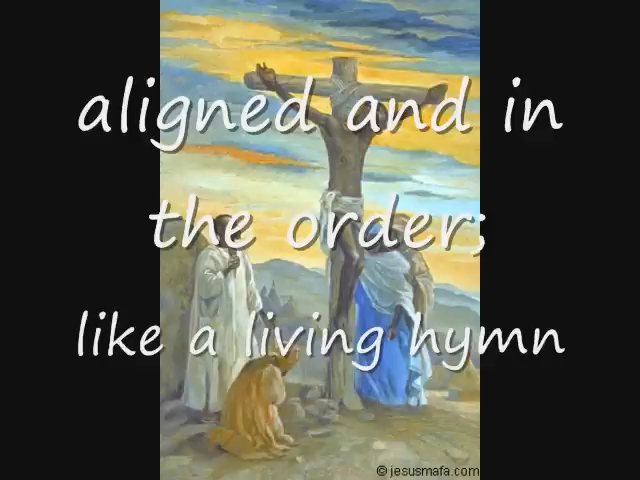 aligned and in
the order;
like a living hymn
© jesusmafa.com